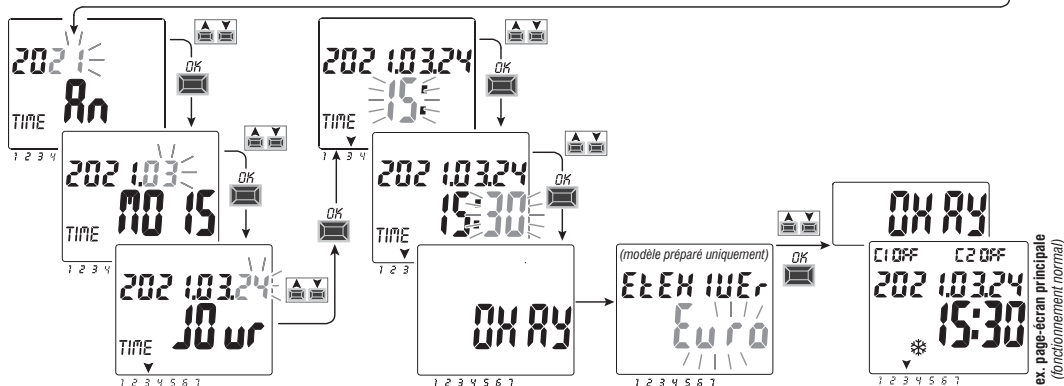 2021
An
TIME
1 2 3 4
OK
2021.03
MO IS
TIME
1 2 3 4
OK
2021.03.24
JOur
TIME
1 2 3 4 5 6 7
OK
2021.03.24
15:
TIME
1 3 4
OK
2021.03.24
15:30
TIME
1 2 3
OK
OKAY
1 2 3 4 5 6 7
(modèle préparé uniquement)
EtEH IUEr
Euro
1 2 3 4 5 6 7
OK
OKAY
C1 OFF C2 OFF
2021.03.24
15:30
1 2 3 4 5 6 7
ex. page-écran principale
(fonctionnement normal)